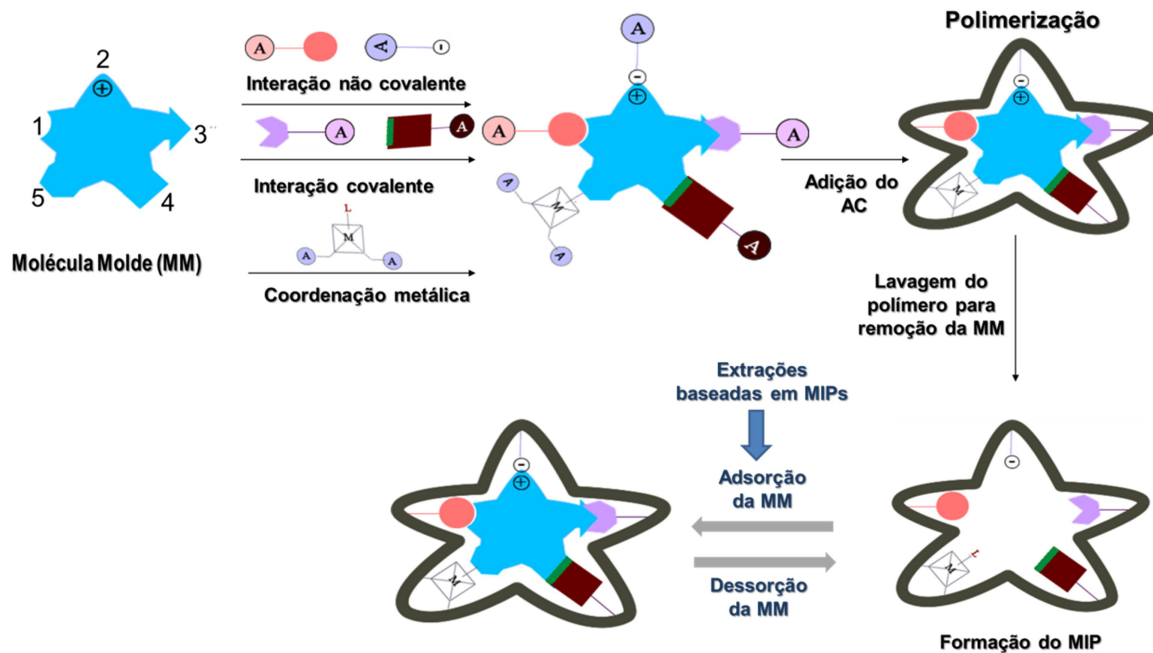 2
+
1
3
5
4
Molécula Molde (MM)
A
A
-
Interação não covalente
A
A
Interação covalente
L
M
A
A
Coordenação metálica
A
-
+
A
A
A
M
A
A
Adição do
AC
Polimerização
-
+
M
Lavagem do
polímero para
remoção da MM
Extrações
baseadas em MIPs
Adsorção
da MM
Dessorção
da MM
-
+
M
-
L
M
Formação do MIP